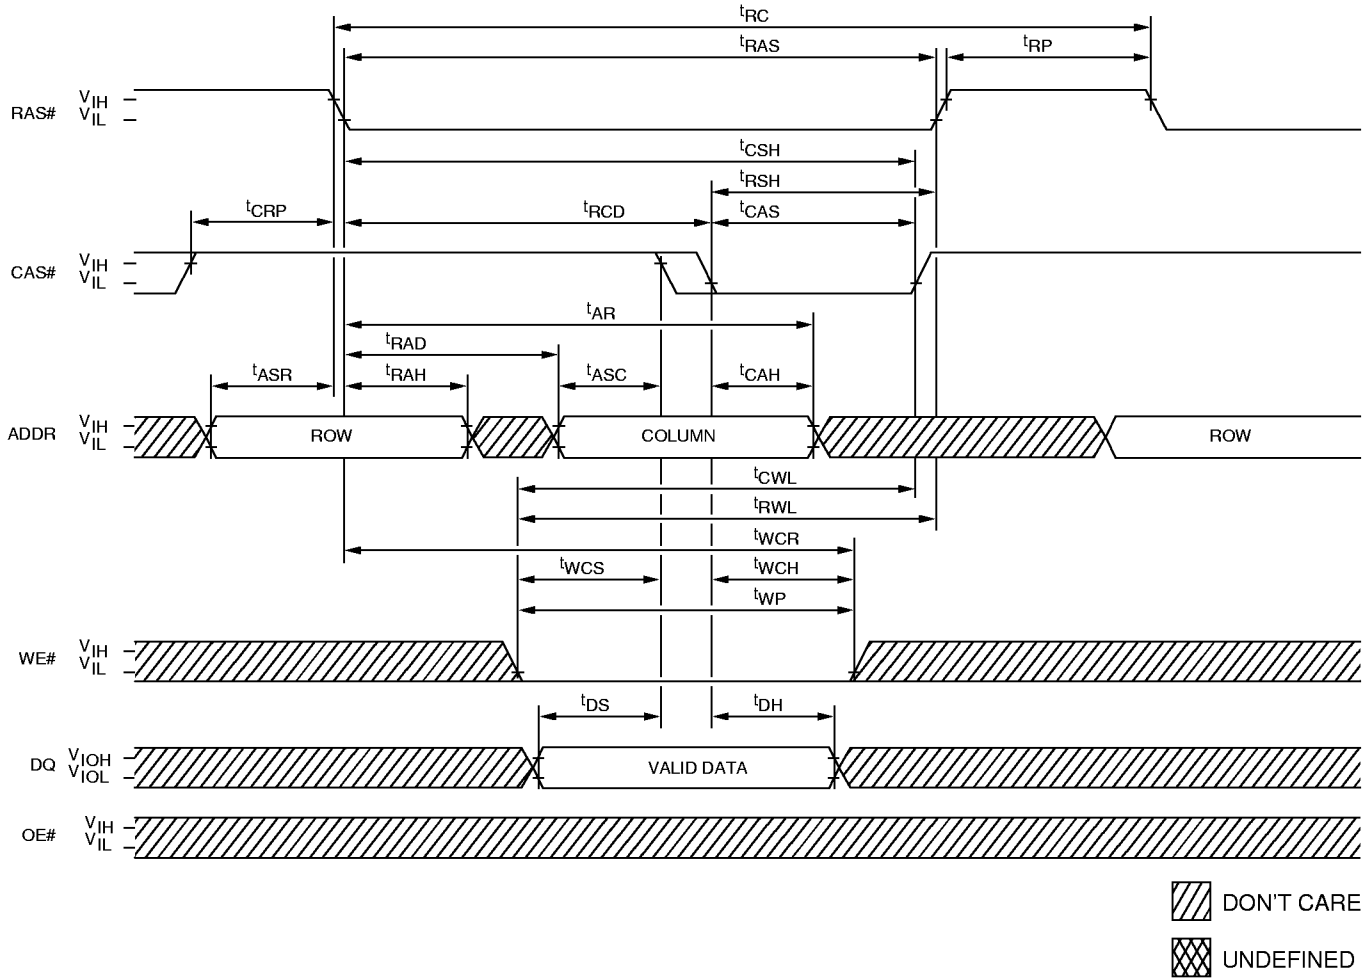 tRC
tRAS
tRP
RAS# VIH
VIL
tCSH
tRSH
tCRP
tRCD
tCAS
CAS# VIH
VIL
tAR
tRAD
tASR
tRAH
tASC
tCAH
ADDR VIH
VIL
ROW
COLUMN
ROW
tCWL
tRWL
tWCR
tWCS
tWCH
tWP
WE# VIH
VIL
tDS
tDH
DQ VIOH
VIOL
VALID DATA
OE# VIH
VIL
DON'T CARE
UNDEFINED